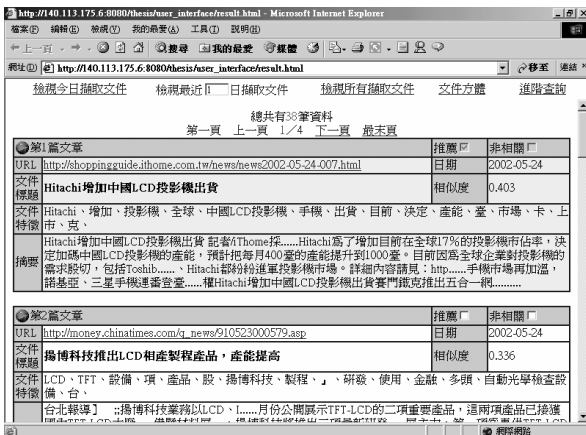 http://140.113.175.6:8080/thesis/user_interface/result.html - Microsoft Internet Explorer
檔案(F) 編輯(E) 檢視(V) 我的最愛(A) 工具(T) 說明(H)
上一頁 搜尋 我的最愛 媒體
網址(D) http://140.113.175.6:8080/thesis/user_interface/result.html 移至 連結
檢視今日擷取文件 檢視最近 1 日擷取文件 檢視所有擷取文件 文件方體 進階查詢
總共有38筆資料
第一頁 上一頁 1／4 下一頁 最末頁
第1篇文章 推薦 非相關
URL http://shoppingguide.ithome.com.tw/news/news2002-05-24-007.html 日期 2002-05-24
文件標題 Hitachi增加中國LCD投影機出貨 相似度 0.403
文件特徵 Hitachi、增加、投影機、全球、中國LCD投影機、手機、出貨、目前、決定、產能、臺、市場、卡、上
市、克、
Hitachi增加中國LCD投影機出貨 記者/iThome採......Hitachi為了增加目前在全球17%的投影機市佔率，決
定加碼中國LCD投影機的產能，預計把每月400臺的產能提升到1000臺。目前因為全球企業對投影機的
摘要 需求殷切，包括Toshib......、Hitachi都紛紛進軍投影機市場。詳細內容請見：http......手機市場再加溫，
諾基亞、三星手機連番登臺......權Hitachi增加中國LCD投影機出貨賽門鐵克推出五合一網.........
第2篇文章 推薦 非相關
URL http://money.chinatimes.com/q_news/910523000579.asp 日期 2002-05-24
文件標題 揚博科技推出LCD相產製程產品，產能提高 相似度 0.336
文件特徵 LCD、TFT、設備、項、產品、股、揚博科技、製程、」、研發、使用、金融、多頭、自動光學檢查設
備、台、
台北報導】 ;;揚博科技業務以LCD、I......月份公開展示TFT-LCD的二項重要產品，這兩項產品已接獲
網際網路